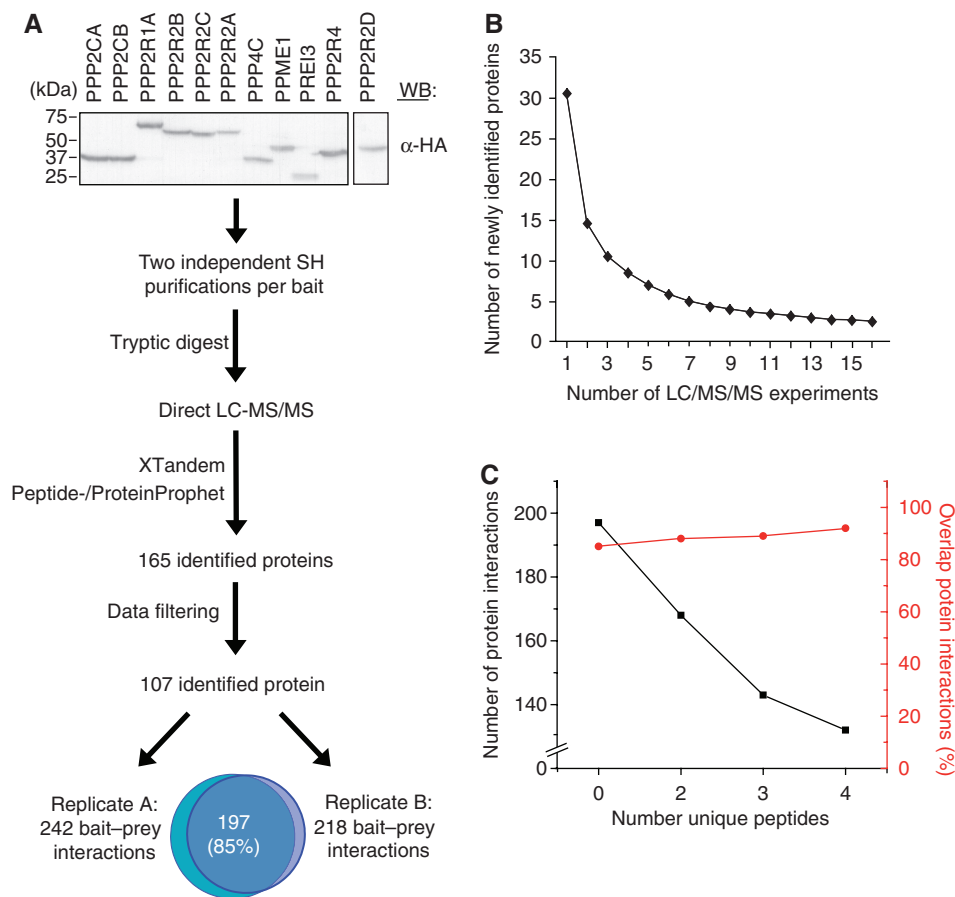 A
PPP2CA
PPP2CB
PPP2R1A
PPP2R2B
PPP2R2C
PPP2R2A
PPP4C
PPME1
PREI3
PPP2R4
PPP2R2D
(kDa)
WB:
75
50
37
25
α-HA
Two independent SH
purifications per bait
Tryptic digest
Direct LC-MS/MS
XTandem
Peptide-/ProteinProphet
165 identified proteins
Data filtering
107 identified protein
Replicate A:
242 bait–prey
interactions
197
(85%)
Replicate B:
218 bait–prey
interactions
B
Number of newly identified proteins
35
30
25
20
15
10
5
0
1 3 5 7 9 11 13 15
Number of LC/MS/MS experiments
C
Number of protein interactions
200
180
160
140
0
100
80
60
40
20
0
Overlap potein interactions (%)
0 2 3 4
Number unique peptides